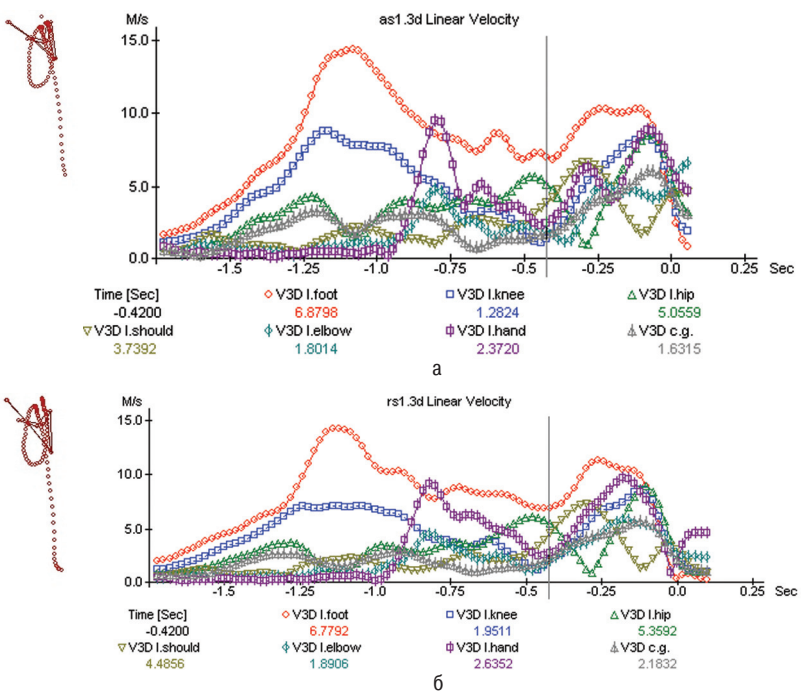 M/s as1.3d Linear Velocity
15.0
10.0
5.0
0.0
-1.5 -1.25 -1.0 -0.75 -0.5 -0.25 0.0 0.25 Sec
Time [Sec] V3D l.foot V3D l.knee V3D l.hip
-0.4200 6.8798 1.2824 5.0559
V3D l.should V3D l.elbow V3D l.hand V3D c.g.
3.7392 1.8014 2.3720 1.6315
а
M/s rs1.3d Linear Velocity
15.0
10.0
5.0
0.0
-1.5 -1.25 -1.0 -0.75 -0.5 -0.25 0.0 0.25 Sec
Time [Sec] V3D l.foot V3D l.knee V3D l.hip
-0.4200 6.7792 1.9511 5.3592
V3D l.should V3D l.elbow V3D l.hand V3D c.g.
4.4856 1.8906 2.6352 2.1832
б